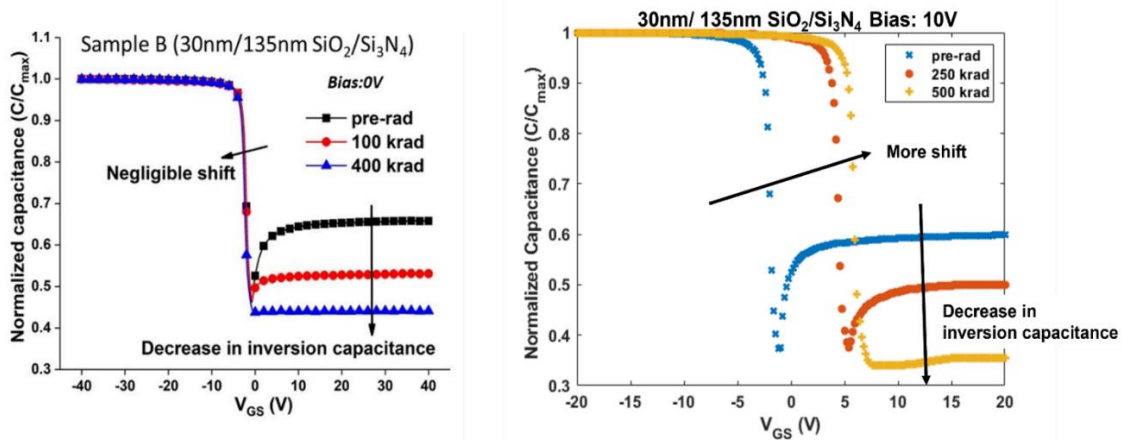 Sample B (30nm/135nm SiO₂/Si₃N₄)
Bias:0V
pre-rad
100 krad
400 krad
Negligible shift
Decrease in inversion capacitance
Normalized capacitance (C/Cmax)
1.1
1.0
0.9
0.8
0.7
0.6
0.5
0.4
0.3
-40 -30 -20 -10 0 10 20 30 40
VGS (V)
30nm/ 135nm SiO₂/Si₃N₄ Bias: 10V
pre-rad
250 krad
500 krad
More shift
Decrease in
inversion capacitance
Normalized Capacitance (C/Cmax)
1
0.9
0.8
0.7
0.6
0.5
0.4
0.3
-20 -15 -10 -5 0 5 10 15 20
VGS (V)